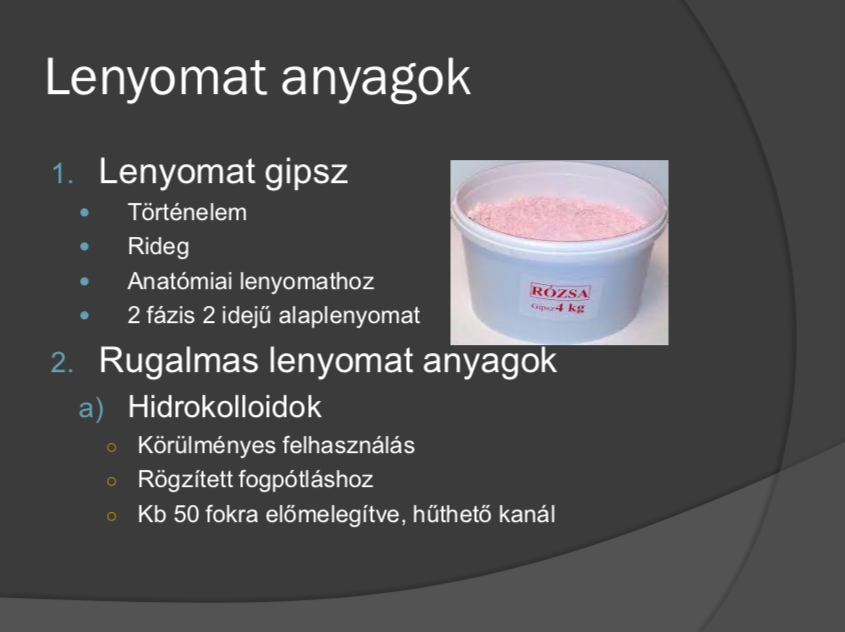 Lenyomat anyagok
1. Lenyomat gipsz
• Történelem
• Rideg
• Anatómiai lenyomathoz
• 2 fázis 2 idejű alaplenyomat
RÓZSA
Gipsz 4 kg
2. Rugalmas lenyomat anyagok
a) Hidrokolloidok
○ Körülményes felhasználás
○ Rögzített fogpótláshoz
○ Kb 50 fokra előmelegítve, hűthető kanál